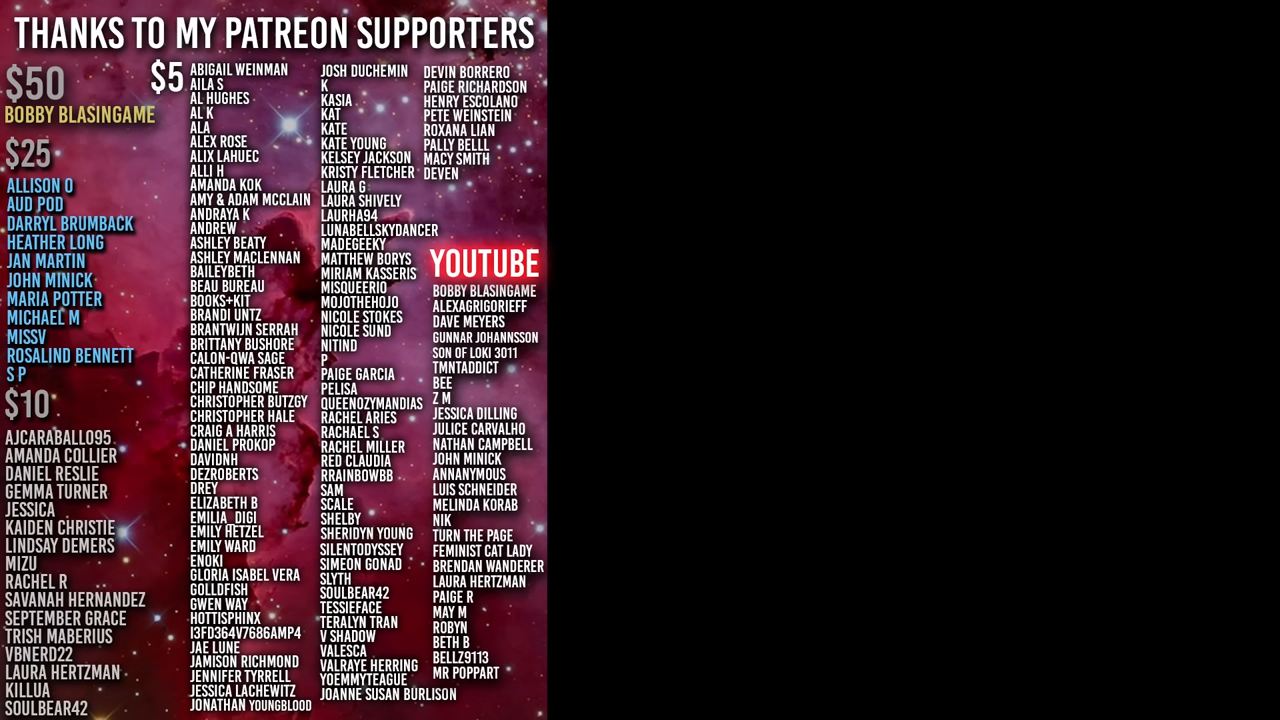 THANKS TO MY PATREON SUPPORTERS
$50
BOBBY BLASINGAME
$25
ALLISON O
AUD POD
DARRYL BRUMBACK
HEATHER LONG
JAN MARTIN
JOHN MINICK
MARIA POTTER
MICHAEL M
MISSV
ROSALIND BENNETT
S P
$10
AJCARABALLO95
AMANDA COLLIER
DANIEL RESLIE
GEMMA TURNER
JESSICA
KAIDEN CHRISTIE
LINDSAY DEMERS
MIZU
RACHEL R
SAVANAH HERNANDEZ
SEPTEMBER GRACE
TRISH MABERIUS
VBNERD22
LAURA HERTZMAN
KILLUA
SOULBEAR42
$5
ABIGAIL WEINMAN
AILA S
AL HUGHES
AL K
ALA
ALEX ROSE
ALIX LAHUEC
ALLI H
AMANDA KOK
AMY & ADAM MCCLAIN
ANDRAYA K
ANDREW
ASHLEY BEATY
ASHLEY MACLENNAN
BAILEYBETH
BEAU BUREAU
BOOKS+KIT
BRANDI UNTZ
BRANTWIJN SERRAH
BRITTANY BUSHORE
CALON-QWA SAGE
CATHERINE FRASER
CHIP HANDSOME
CHRISTOPHER BUTZGY
CHRISTOPHER HALE
CRAIG A HARRIS
DANIEL PROKOP
DAVIDNH
DEZROBERTS
DREY
ELIZABETH B
EMILIA_DIGI
EMILY HETZEL
EMILY WARD
ENOKI
GLORIA ISABEL VERA
GOLLDFISH
GWEN WAY
HOTTISPHINX
I3FD364V7686AMP4
JAE LUNE
JAMISON RICHMOND
JENNIFER TYRRELL
JESSICA LACHEWITZ
JONATHAN YOUNGBLOOD
JOSH DUCHEMIN
K
KASIA
KAT
KATE
KATE YOUNG
KELSEY JACKSON
KRISTY FLETCHER
LAURA G
LAURA SHIVELY
LAURHA94
LUNABELLSKYDANCER
MADEGEEKY
MATTHEW BORYS
MIRIAM KASSERIS
MISQUEERIO
MOJOTHEHOJO
NICOLE STOKES
NICOLE SUND
NITIND
P
PAIGE GARCIA
PELISA
QUEENOZYMANDIAS
RACHEL ARIES
RACHAEL S
RACHEL MILLER
RED CLAUDIA
RRAINBOWBB
SAM
SCALE
SHELBY
SHERIDYN YOUNG
SILENTODYSSEY
SIMEON GONAD
SLYTH
SOULBEAR42
TESSIEFACE
TERALYN TRAN
V SHADOW
VALESCA
VALRAYE HERRING
YOEMMYTEAGUE
JOANNE SUSAN BURLISON
DEVIN BORRERO
PAIGE RICHARDSON
HENRY ESCOLANO
PETE WEINSTEIN
ROXANA LIAN
PALLY BELLL
MACY SMITH
DEVEN
YOUTUBE
BOBBY BLASINGAME
ALEXAGRIGORIEFF
DAVE MEYERS
GUNNAR JOHANNSSON
SON OF LOKI 3011
TMNTADDICT
BEE
Z M
JESSICA DILLING
JULICE CARVALHO
NATHAN CAMPBELL
JOHN MINICK
ANNANYMOUS
LUIS SCHNEIDER
MELINDA KORAB
NIK
TURN THE PAGE
FEMINIST CAT LADY
BRENDAN WANDERER
LAURA HERTZMAN
PAIGE R
MAY M
ROBYN
BETH B
BELLZ9113
MR POPPART